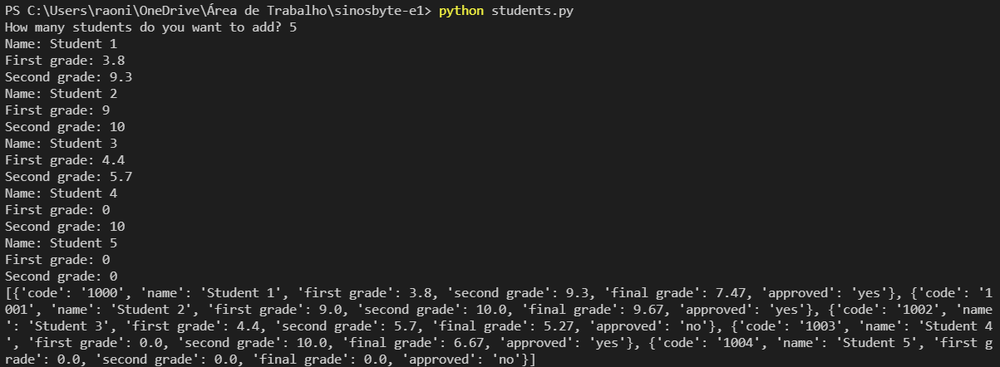 PS C:\Users\raoni\OneDrive\Área de Trabalho\sinosbyte-e1> python students.py
How many students do you want to add? 5
Name: Student 1
First grade: 3.8
Second grade: 9.3
Name: Student 2
First grade: 9
Second grade: 10
Name: Student 3
First grade: 4.4
Second grade: 5.7
Name: Student 4
First grade: 0
Second grade: 10
Name: Student 5
First grade: 0
Second grade: 0
[{'code': '1000', 'name': 'Student 1', 'first grade': 3.8, 'second grade': 9.3, 'final grade': 7.47, 'approved': 'yes'}, {'code': '1
001', 'name': 'Student 2', 'first grade': 9.0, 'second grade': 10.0, 'final grade': 9.67, 'approved': 'yes'}, {'code': '1002', 'name
': 'Student 3', 'first grade': 4.4, 'second grade': 5.7, 'final grade': 5.27, 'approved': 'no'}, {'code': '1003', 'name': 'Student 4
', 'first grade': 0.0, 'second grade': 10.0, 'final grade': 6.67, 'approved': 'yes'}, {'code': '1004', 'name': 'Student 5', 'first g
rade': 0.0, 'second grade': 0.0, 'final grade': 0.0, 'approved': 'no'}]